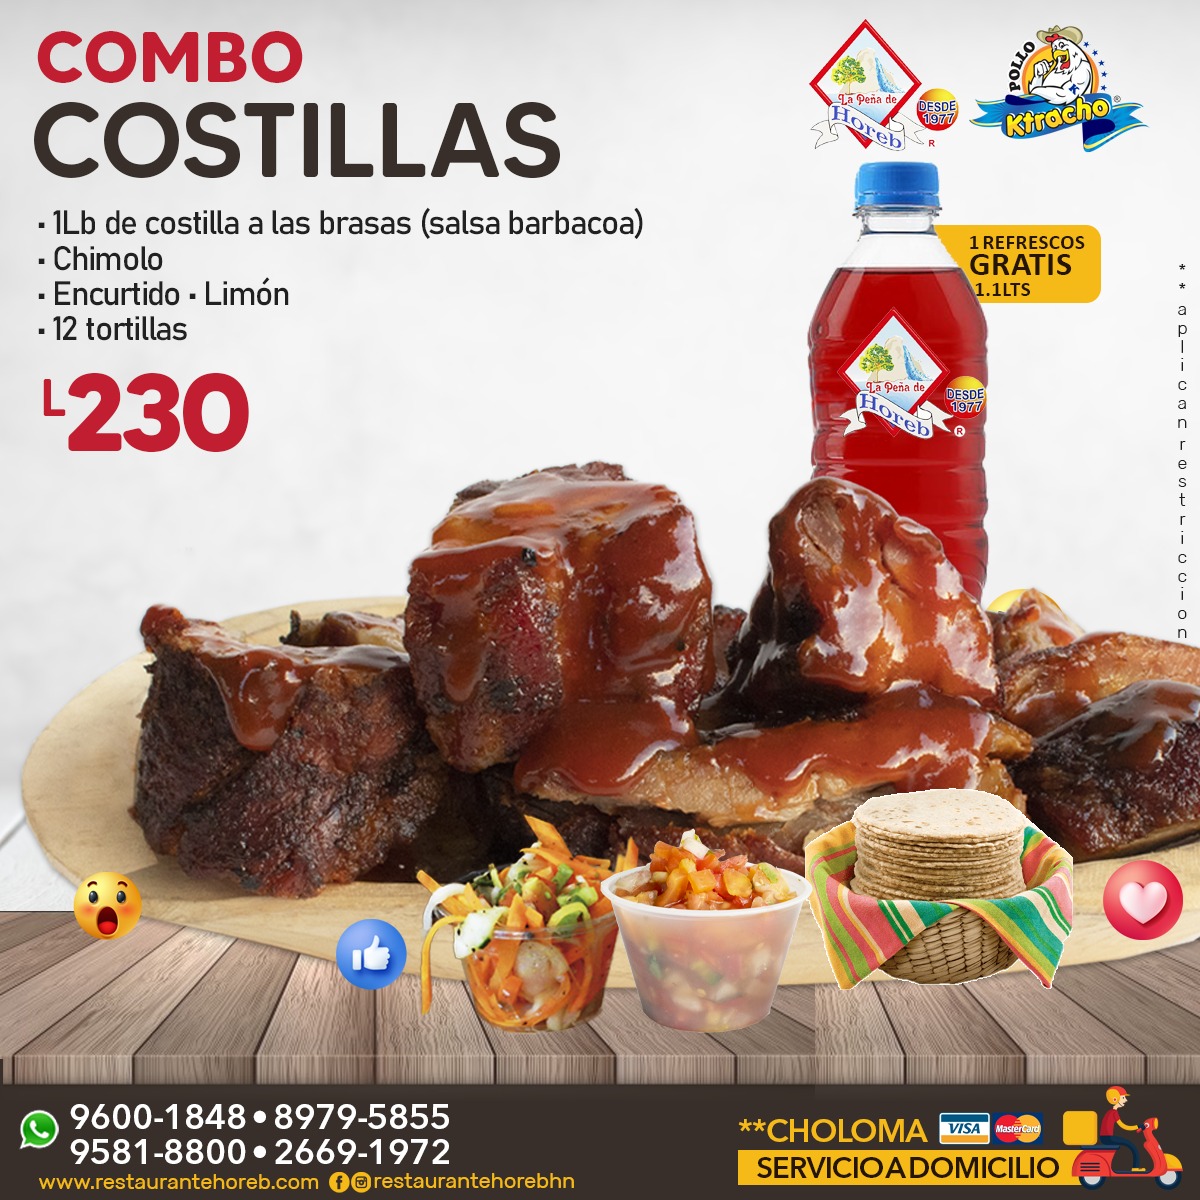 COMBO
COSTILLAS
▪ 1Lb de costilla a las brasas (salsa barbacoa)
▪ Chimolo
▪ Encurtido ▪ Limón
▪ 12 tortillas
L230
La Peña de
Horeb
DESDE
1977
R
POLLO
Ktracho
®
1 REFRESCOS
GRATIS
1.1LTS
La Peña de
Horeb
DESDE
1977
®
**aplican restriccion
9600-1848 • 8979-5855
9581-8800 • 2669-1972
www.restaurantehoreb.com f @restaurantehorebhn
**CHOLOMA VISA MasterCard
SERVICIO A DOMICILIO